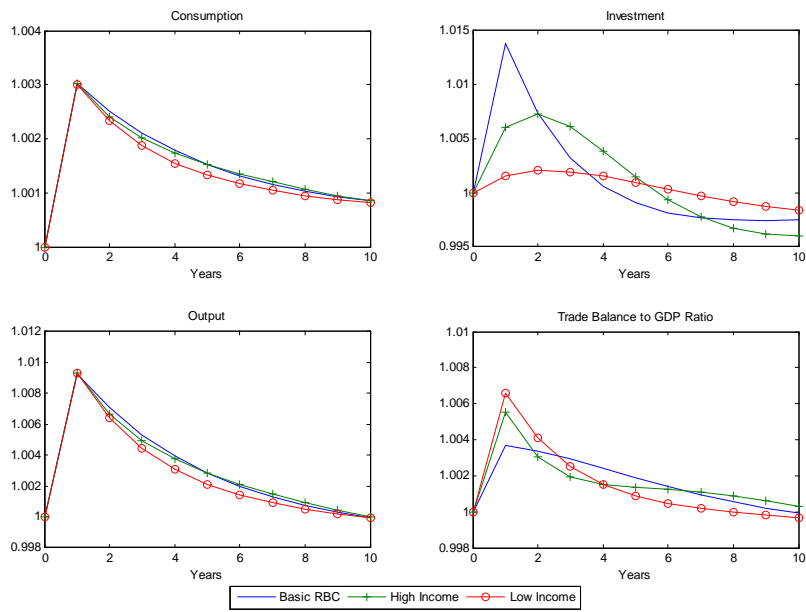 Consumption
1.004
1.003
1.002
1.001
1
0 2 4 6 8 10
Years
Investment
1.015
1.01
1.005
1
0.995
0 2 4 6 8 10
Years
Output
1.012
1.01
1.008
1.006
1.004
1.002
1
0.998
0 2 4 6 8 10
Years
Trade Balance to GDP Ratio
1.01
1.008
1.006
1.004
1.002
1
0.998
0 2 4 6 8 10
Years
Basic RBC High Income Low Income